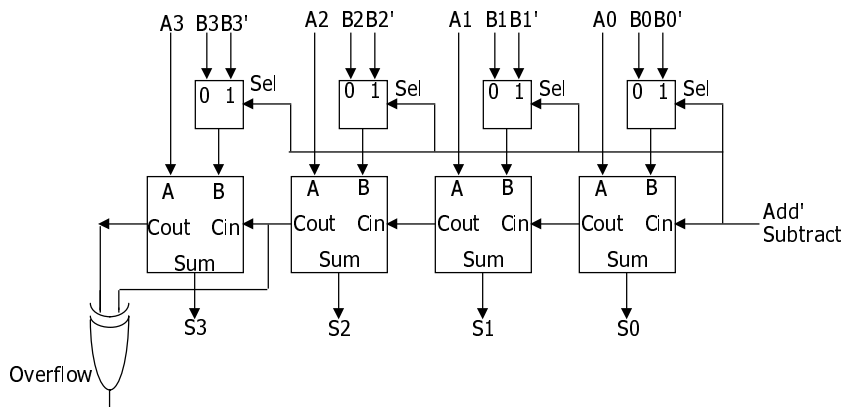 A3 B3B3' A2 B2B2' A1 B1B1' A0 B0B0'
0 1 Sel 0 1 Sel 0 1 Sel 0 1 Sel
A B A B A B A B
Cout Cin Cout Cin Cout Cin Cout Cin Add'
Subtract
Sum Sum Sum Sum
S3 S2 S1 S0
Overflow